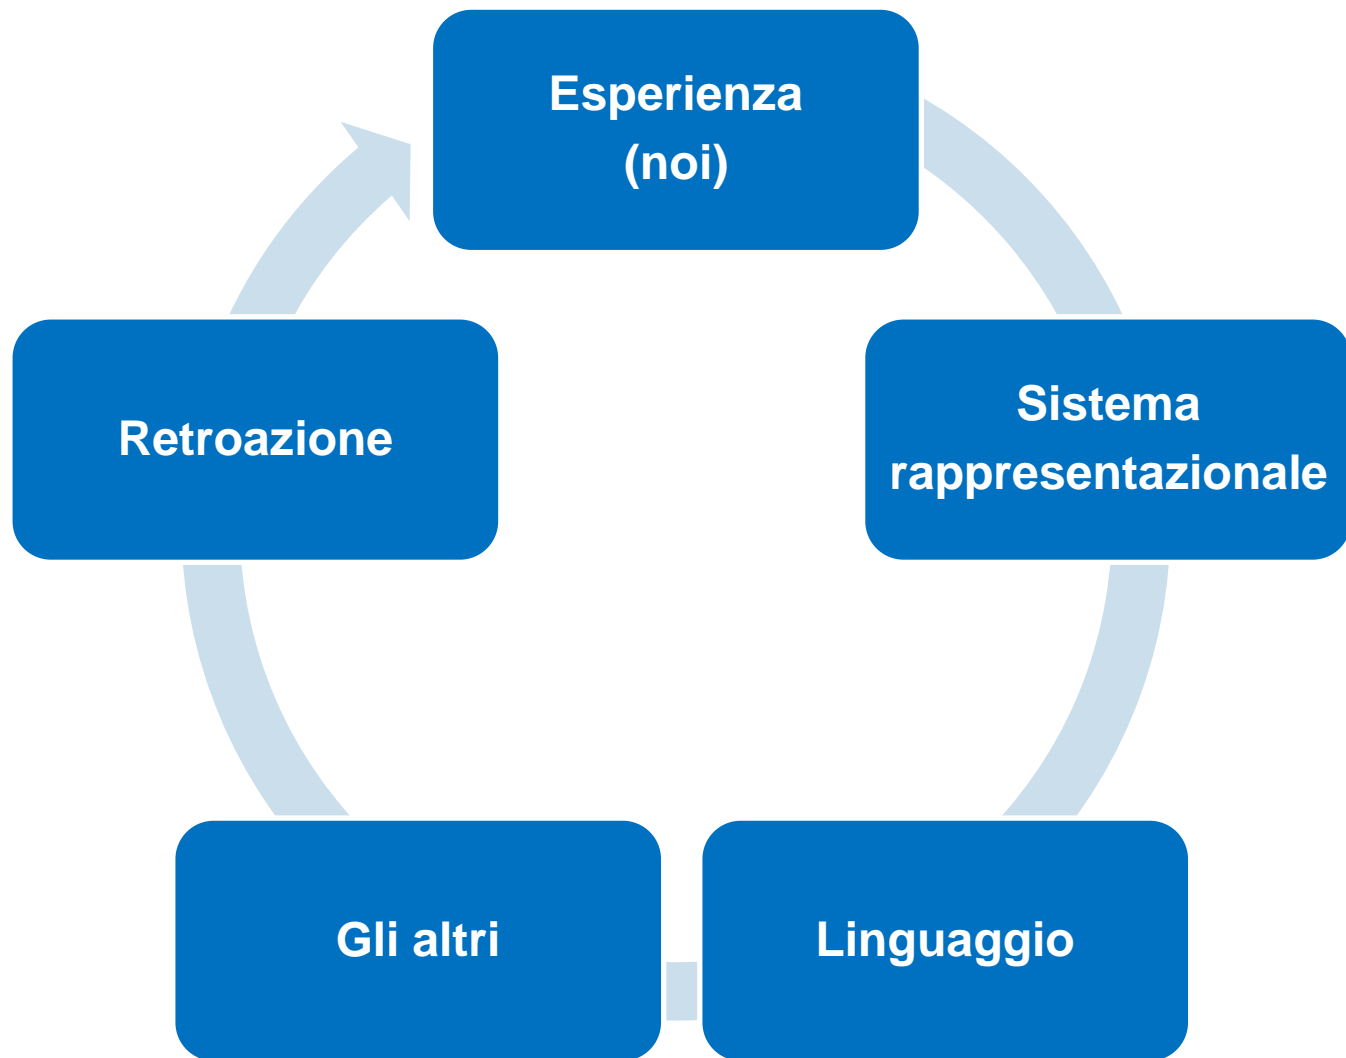 Esperienza
(noi)
Sistema
rappresentazionale
Linguaggio
Gli altri
Retroazione